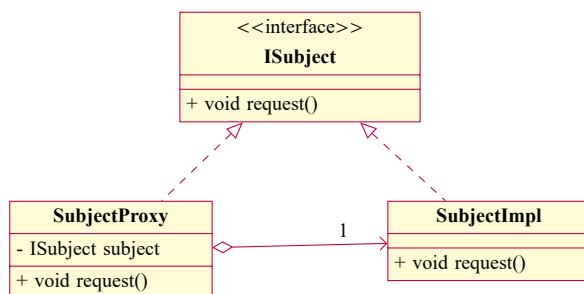 <<interface>>
ISubject
+ void request()
SubjectProxy
- ISubject subject
+ void request()
1
SubjectImpl
+ void request()